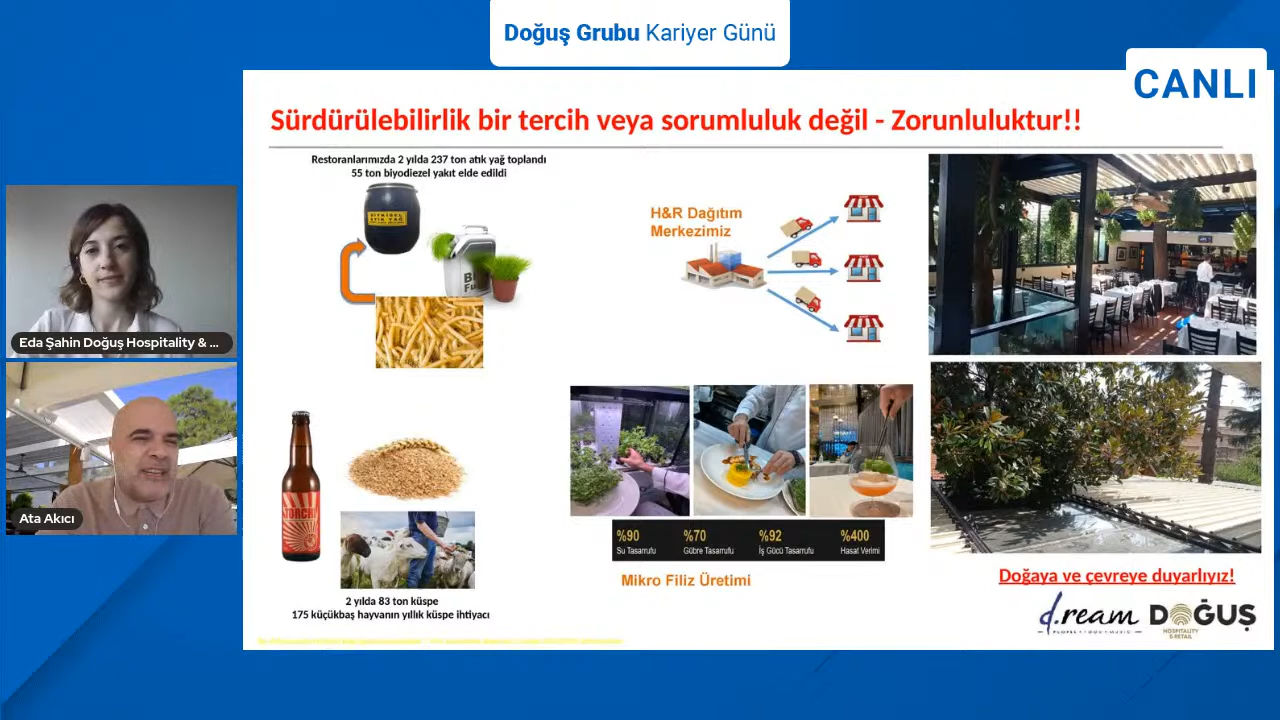 Doğuş Grubu Kariyer Günü
CANLI
Sürdürülebilirlik bir tercih veya sorumluluk değil - Zorunluluktur!!
Restoranlarımızda 2 yılda 237 ton atık yağ toplandı
55 ton biyodizel yakıt elde edildi
H&R Dağıtım
Merkezimiz
Eda Şahin Doğuş Hospitality & ...
Ata Akıcı
%90
Su Tasarrufu
%70
Gübre Tasarrufu
%92
İş Gücü Tasarrufu
%400
Hasat Verimi
Mikro Filiz Üretimi
2 yılda 83 ton küspe
175 küçükbaş hayvanın yıllık küspe ihtiyacı
Doğaya ve çevreye duyarlıyız!
d.ream
DOĞUŞ
HOSPITALITY
& RETAIL